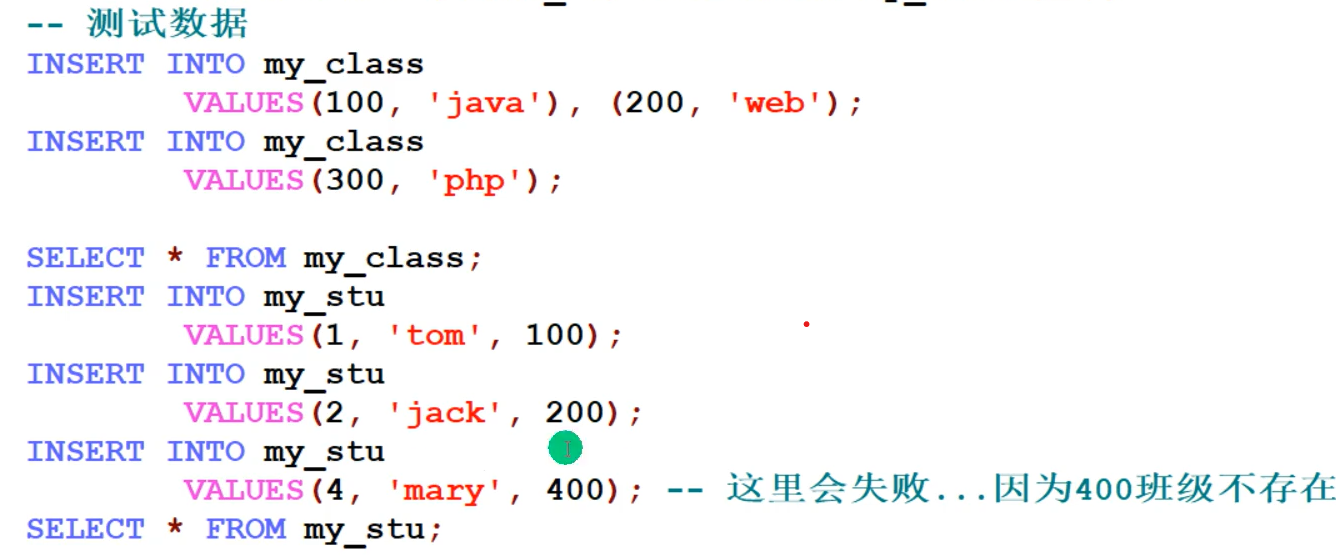 -- 测试数据
INSERT INTO my_class
VALUES(100, 'java'), (200, 'web');
INSERT INTO my_class
VALUES(300, 'php');
SELECT * FROM my_class;
INSERT INTO my_stu
VALUES(1, 'tom', 100);
INSERT INTO my_stu
VALUES(2, 'jack', 200);
INSERT INTO my_stu
VALUES(4, 'mary', 400); -- 这里会失败...因为400班级不存在
SELECT * FROM my_stu;